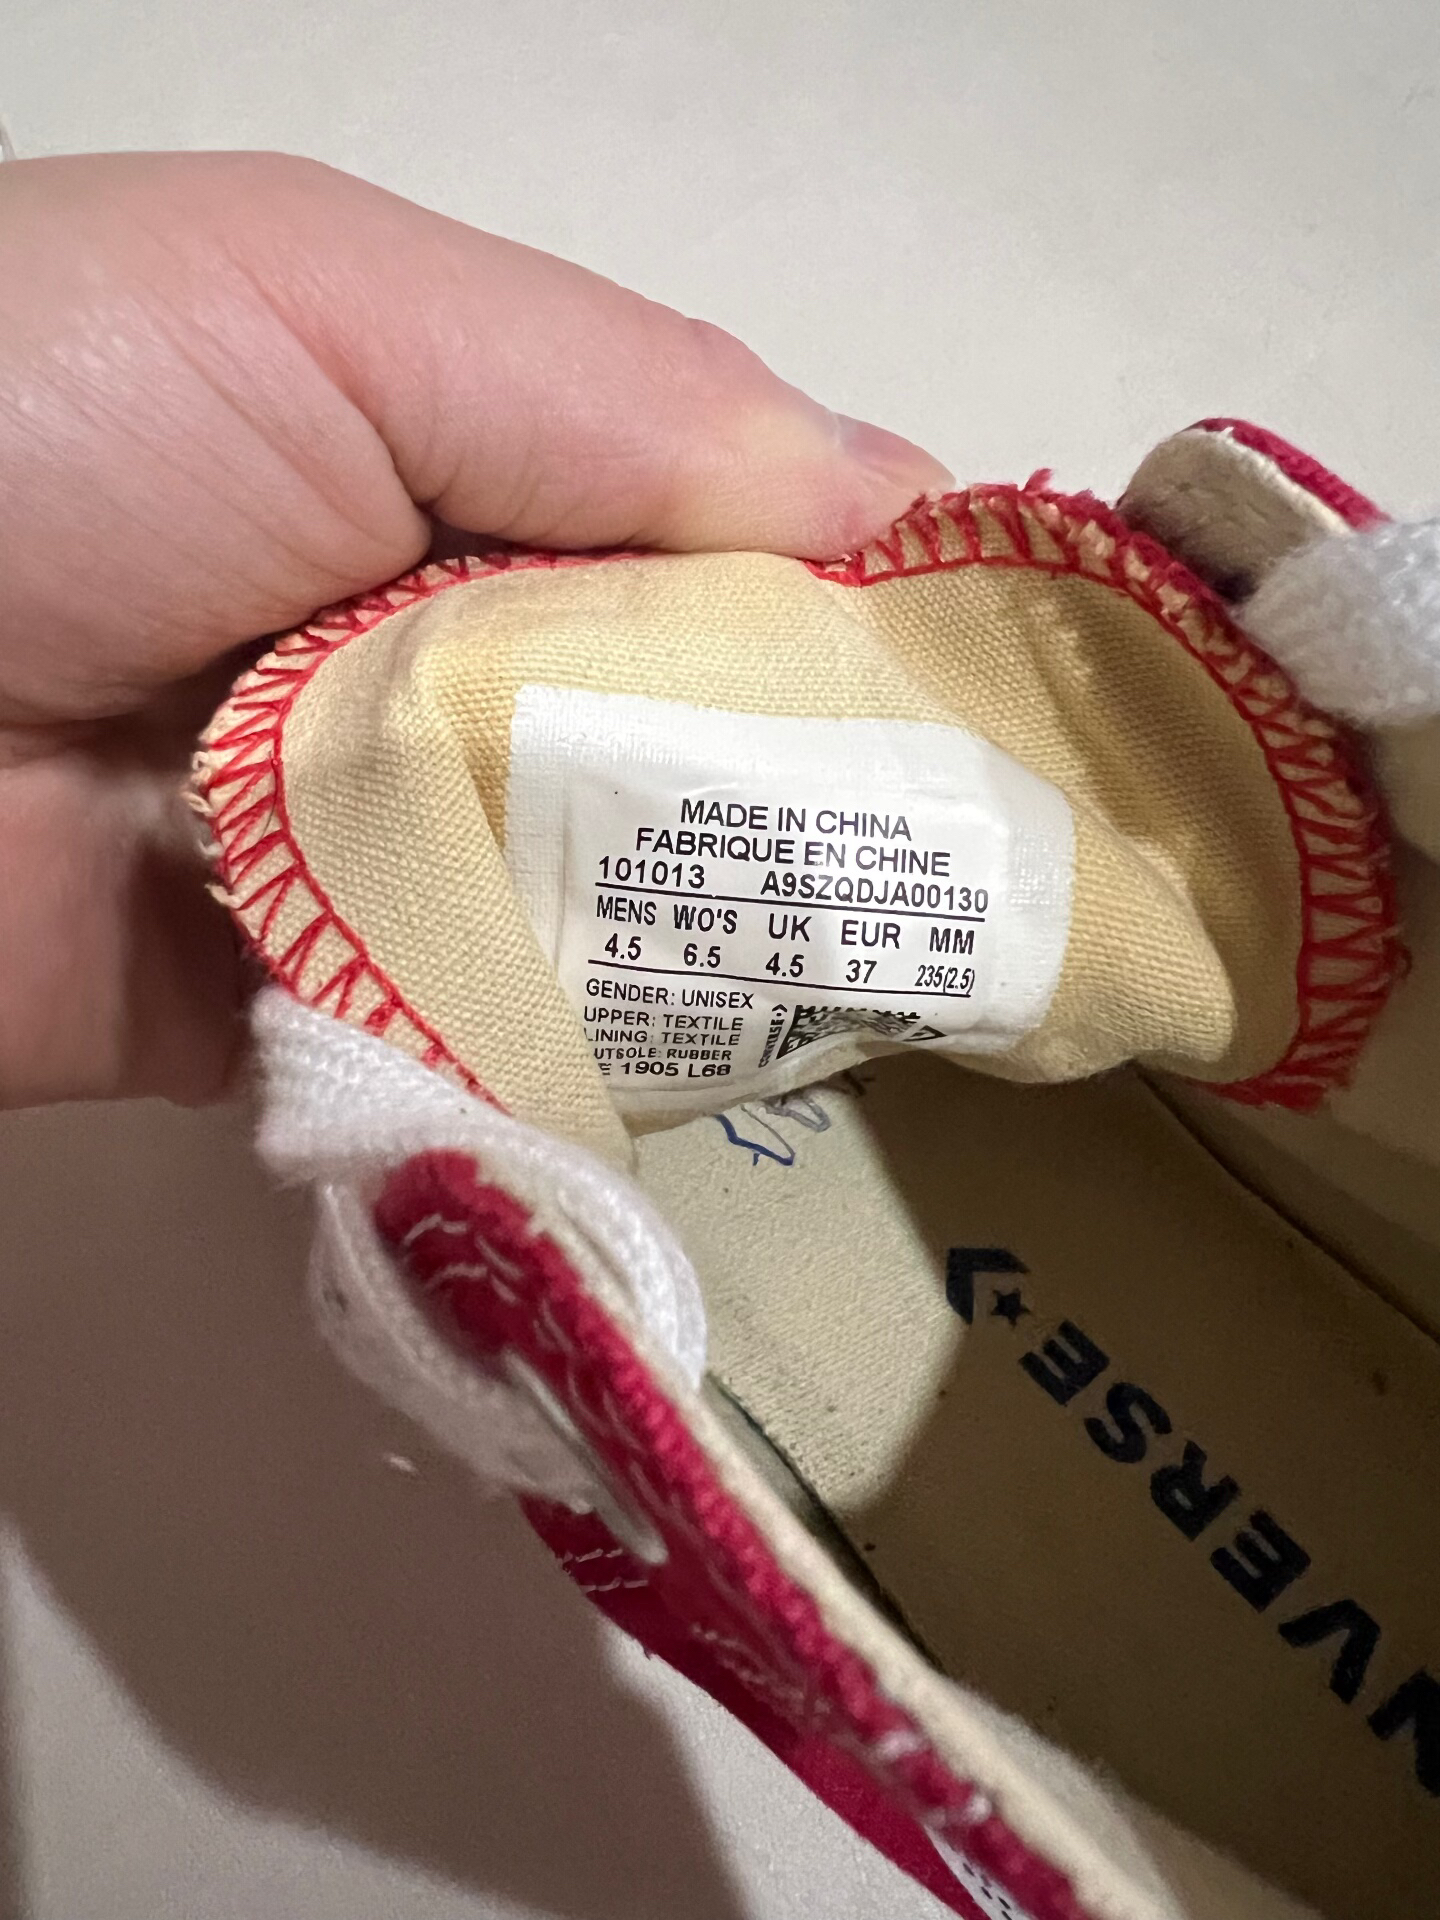 MADE IN CHINA
FABRIQUE EN CHINE
101013 A9SZQDJA00130
MENS WO'S UK EUR MM
4.5 6.5 4.5 37 235(2.5)
GENDER: UNISEX
UPPER: TEXTILE
LINING: TEXTILE
UTSOLE: RUBBER
E 1905 L68
CONVERSE
NVERSE